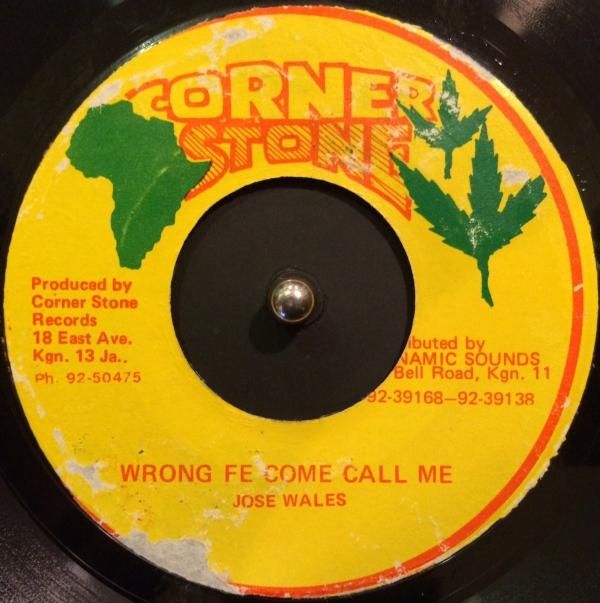 CORNER
STONE
Produced by
Corner Stone
Records
18 East Ave.
Kgn. 13 Ja..
Ph. 92-50475
ibuted by
NAMIC SOUNDS
Bell Road, Kgn. 11
92-39168-92-39138
WRONG FE COME CALL ME
JOSE WALES